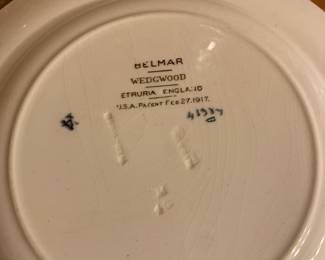 BELMAR
WEDGWOOD
ETRURIA, ENGLAND
U.S.A. PATENT FEB 27. 1917.